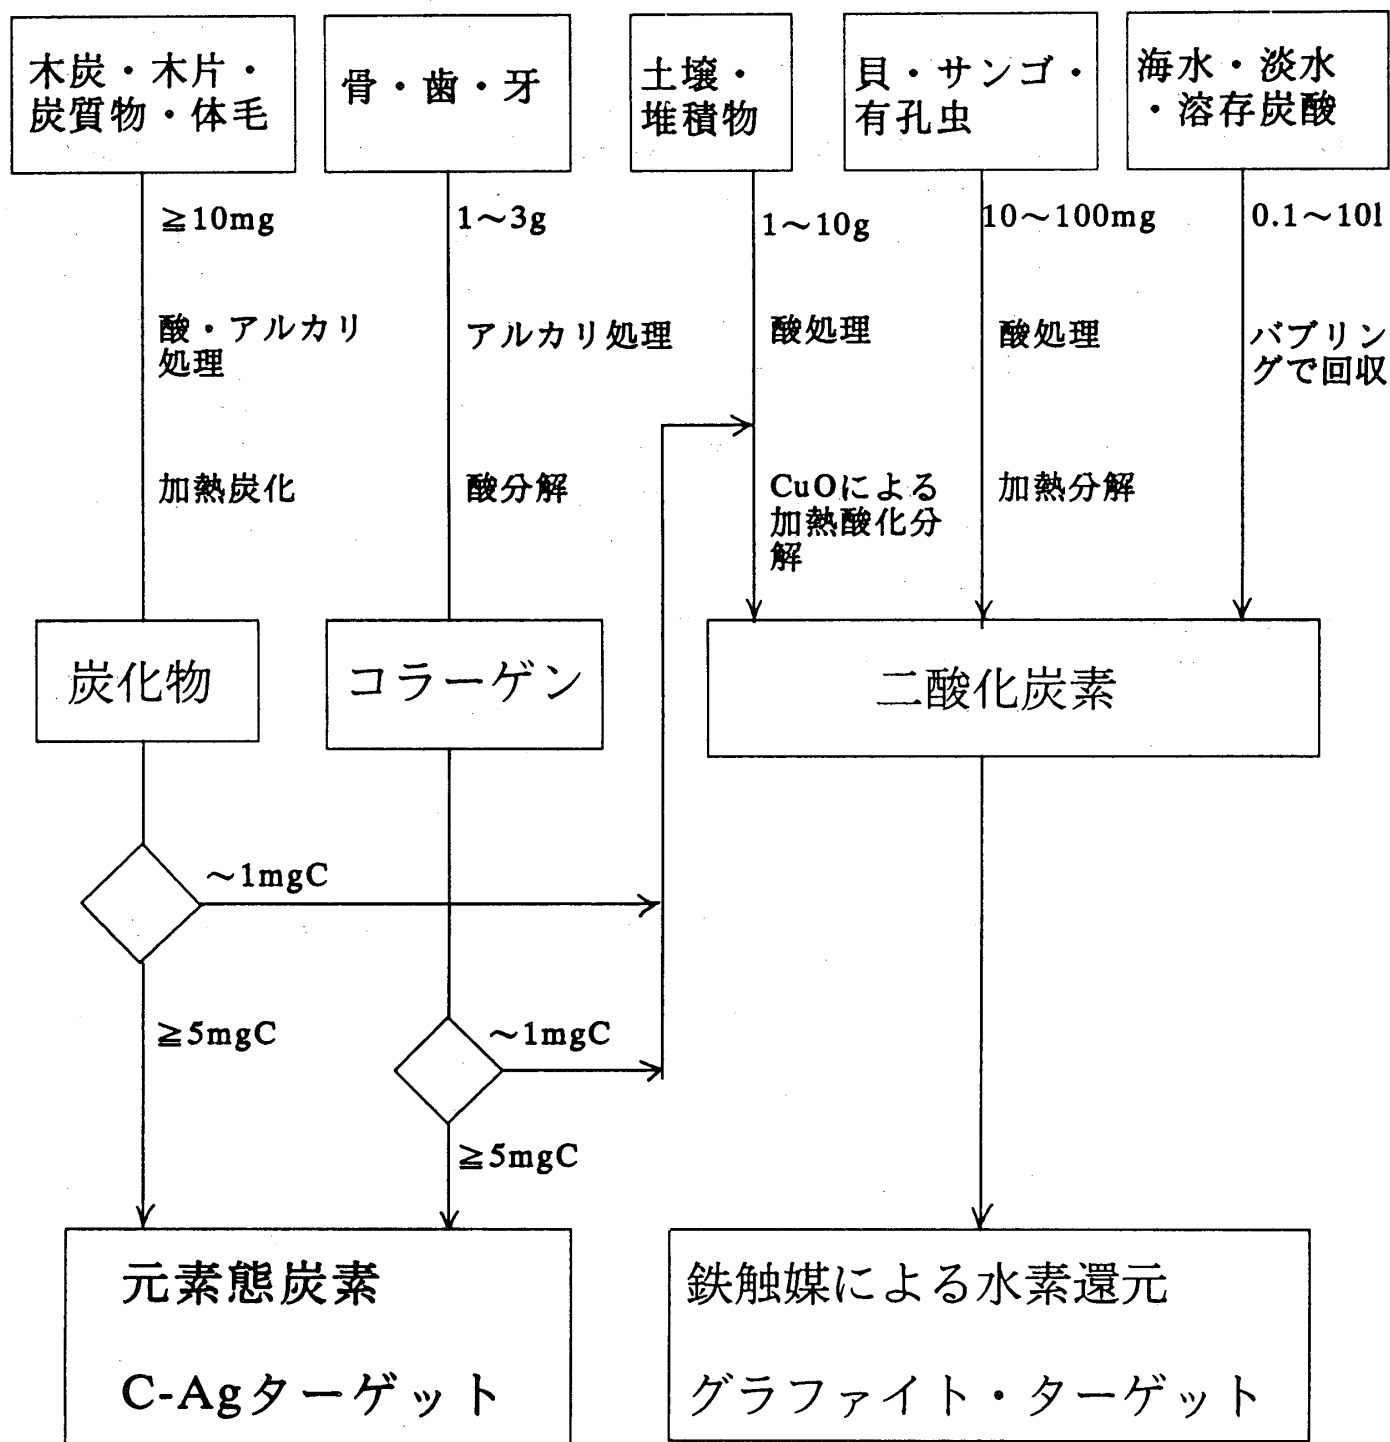 木炭・木片・
炭質物・体毛
骨・歯・牙
土壌・
堆積物
貝・サンゴ・
有孔虫
海水・淡水
・溶存炭酸
≧10mg
1～3g
1～10g
10～100mg
0.1～10l
酸・アルカリ
処理
アルカリ処理
酸処理
酸処理
バブリン
グで回収
加熱炭化
酸分解
CuOによる
加熱酸化分
解
加熱分解
炭化物
コラーゲン
二酸化炭素
～1mgC
≧5mgC
～1mgC
≧5mgC
元素態炭素
C-Agターゲット
鉄触媒による水素還元
グラファイト・ターゲット